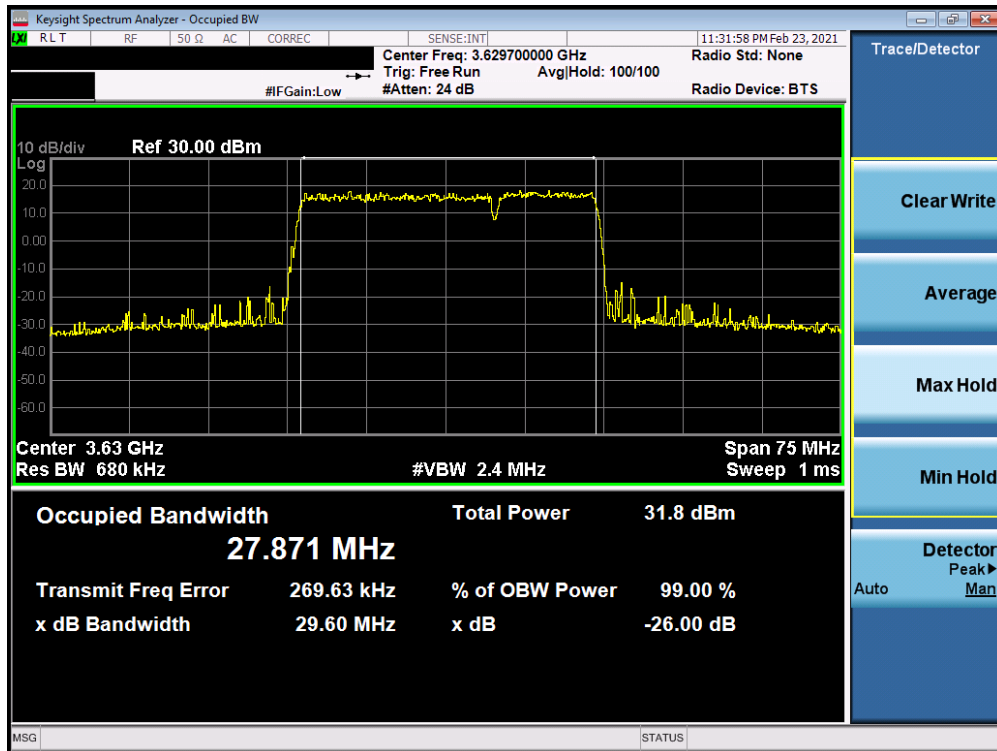 Keysight Spectrum Analyzer - Occupied BW
LXI RLT RF 50 Ω AC CORREC SENSE:INT 11:31:58 PM Feb 23, 2021
Center Freq: 3.629700000 GHz Radio Std: None
Trig: Free Run Avg|Hold: 100/100
#IFGain:Low #Atten: 24 dB Radio Device: BTS
Trace/Detector
10 dB/div Ref 30.00 dBm
Log
20.0
10.0
0.00
-10.0
-20.0
-30.0
-40.0
-50.0
-60.0
Center 3.63 GHz Span 75 MHz
Res BW 680 kHz #VBW 2.4 MHz Sweep 1 ms
Occupied Bandwidth Total Power 31.8 dBm
27.871 MHz
Transmit Freq Error 269.63 kHz % of OBW Power 99.00 %
x dB Bandwidth 29.60 MHz x dB -26.00 dB
Clear Write
Average
Max Hold
Min Hold
Detector
Peak▶
Auto Man
MSG STATUS